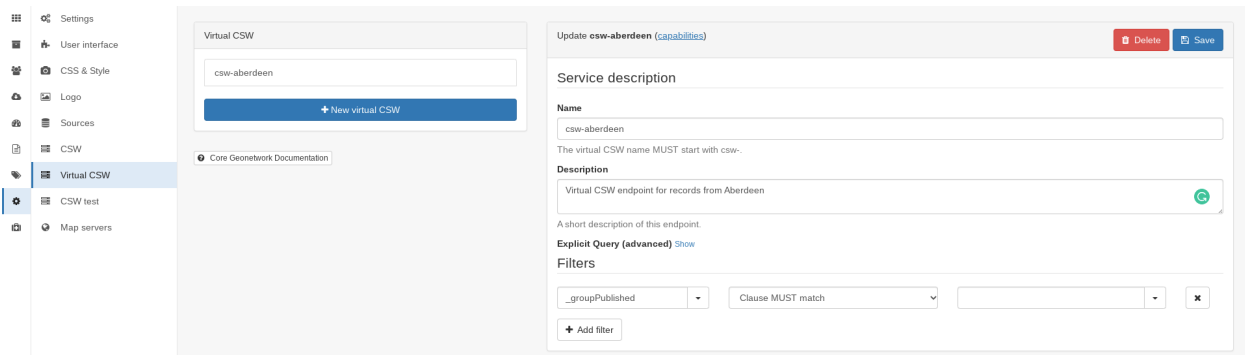 Settings
User interface
CSS & Style
Logo
Sources
CSW
Virtual CSW
CSW test
Map servers
Virtual CSW
csw-aberdeen
New virtual CSW
Core Geonetwork Documentation
Update csw-aberdeen (capabilities)
Delete
Save
Service description
Name
csw-aberdeen
The virtual CSW name MUST start with csw-.
Description
Virtual CSW endpoint for records from Aberdeen
A short description of this endpoint.
Explicit Query (advanced) Show
Filters
_groupPublished
Clause MUST match
Add filter